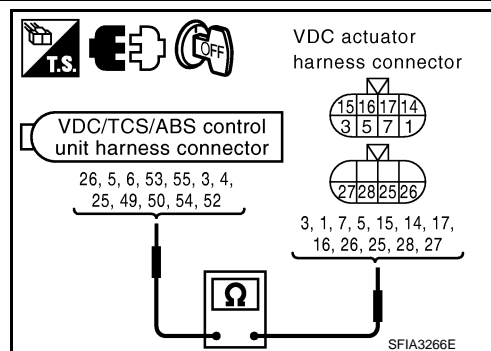 T.S.
OFF
VDC actuator
harness connector
15 16 17 14
3 5 7 1
VDC/TCS/ABS control
unit harness connector
27 28 25 26
26, 5, 6, 53, 55, 3, 4,
25, 49, 50, 54, 52
3, 1, 7, 5, 15, 14, 17,
16, 26, 25, 28, 27
Ω
SFIA3266E